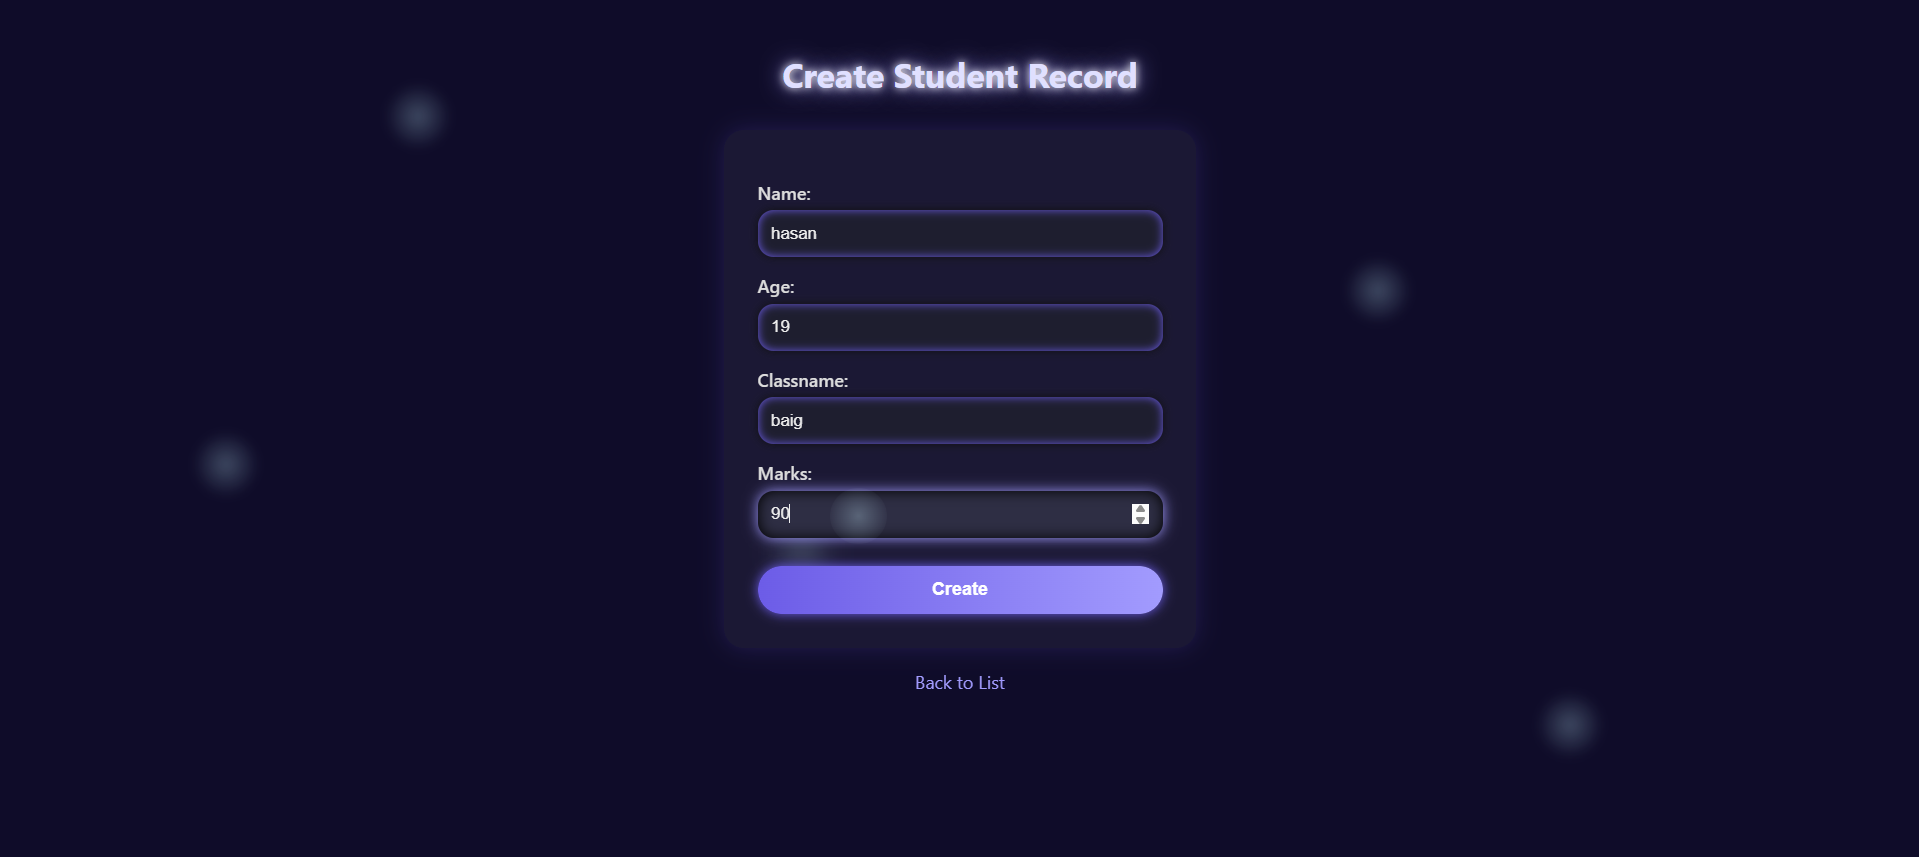 Create Student Record
Name:
hasan
Age:
19
Classname:
baig
Marks:
90
Create
Back to List